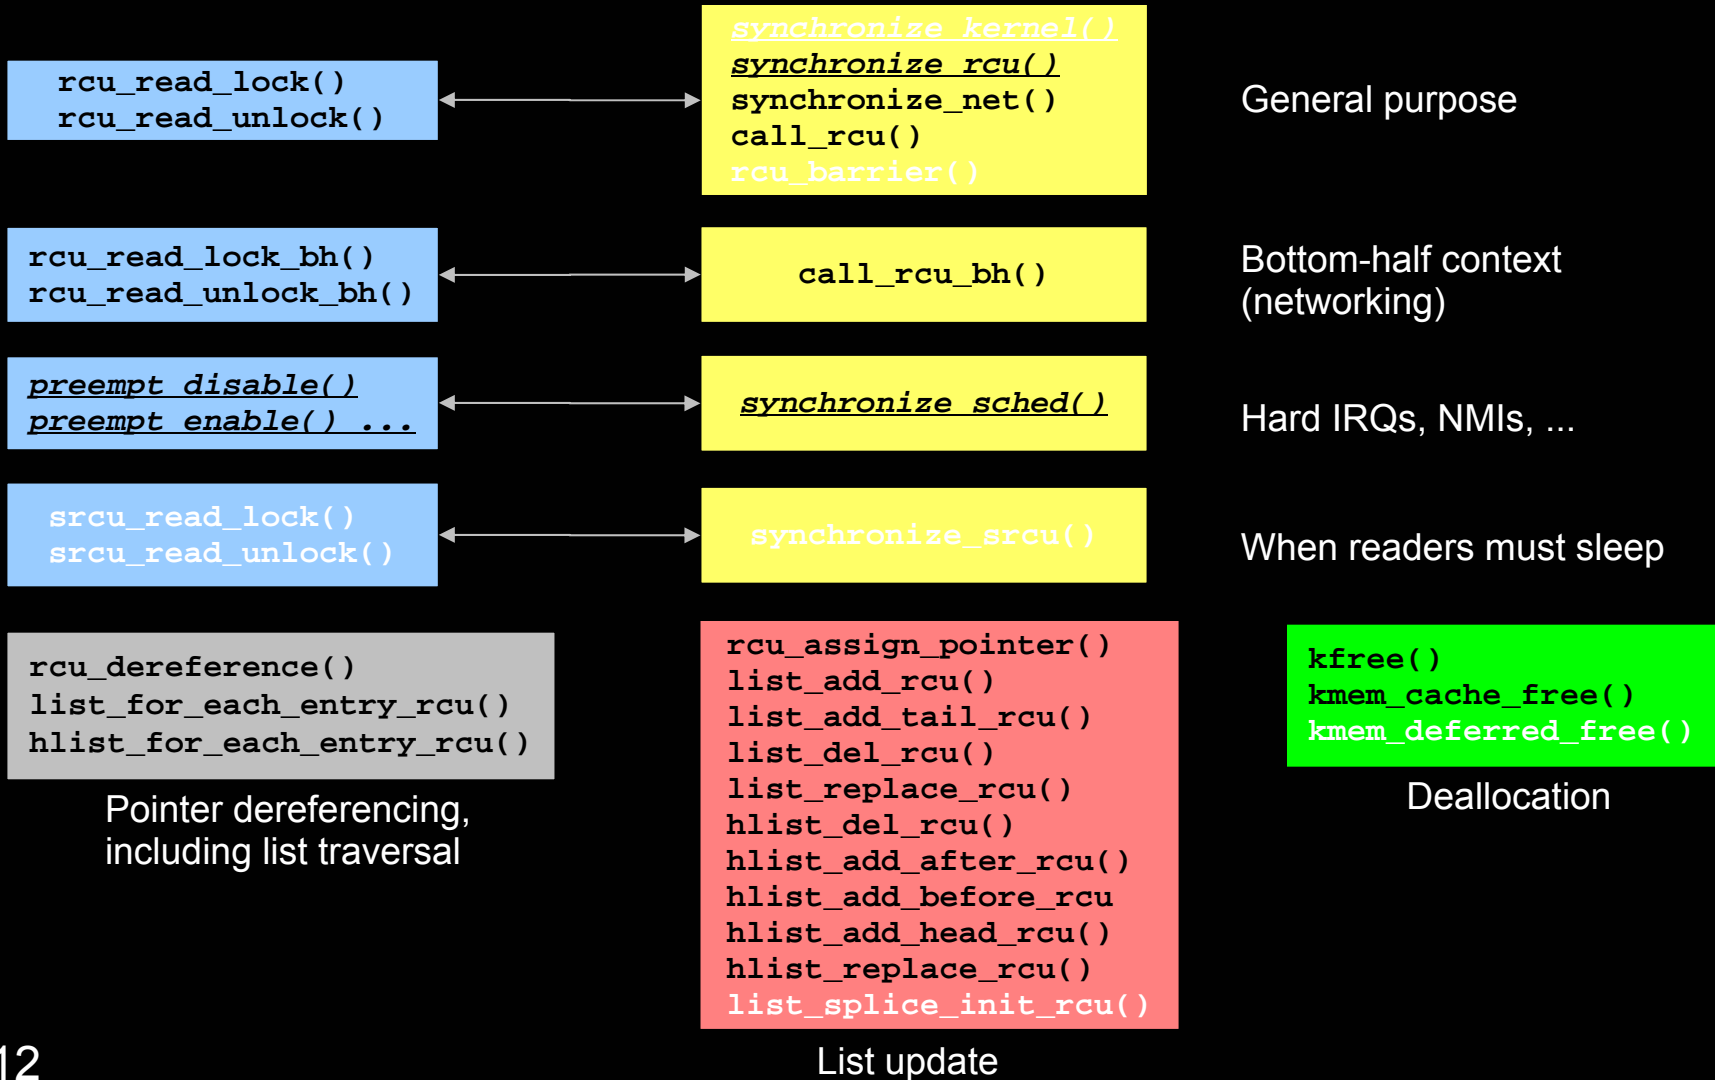 rcu_read_lock()
rcu_read_unlock()
synchronize_kernel()
synchronize_rcu()
synchronize_net()
call_rcu()
rcu_barrier()
General purpose
rcu_read_lock_bh()
rcu_read_unlock_bh()
call_rcu_bh()
Bottom-half context
(networking)
preempt_disable()
preempt_enable() ...
synchronize_sched()
Hard IRQs, NMIs, ...
srcu_read_lock()
srcu_read_unlock()
synchronize_srcu()
When readers must sleep
rcu_dereference()
list_for_each_entry_rcu()
hlist_for_each_entry_rcu()
Pointer dereferencing,
including list traversal
rcu_assign_pointer()
list_add_rcu()
list_add_tail_rcu()
list_del_rcu()
list_replace_rcu()
hlist_del_rcu()
hlist_add_after_rcu()
hlist_add_before_rcu
hlist_add_head_rcu()
hlist_replace_rcu()
list_splice_init_rcu()
List update
kfree()
kmem_cache_free()
kmem_deferred_free()
Deallocation
12